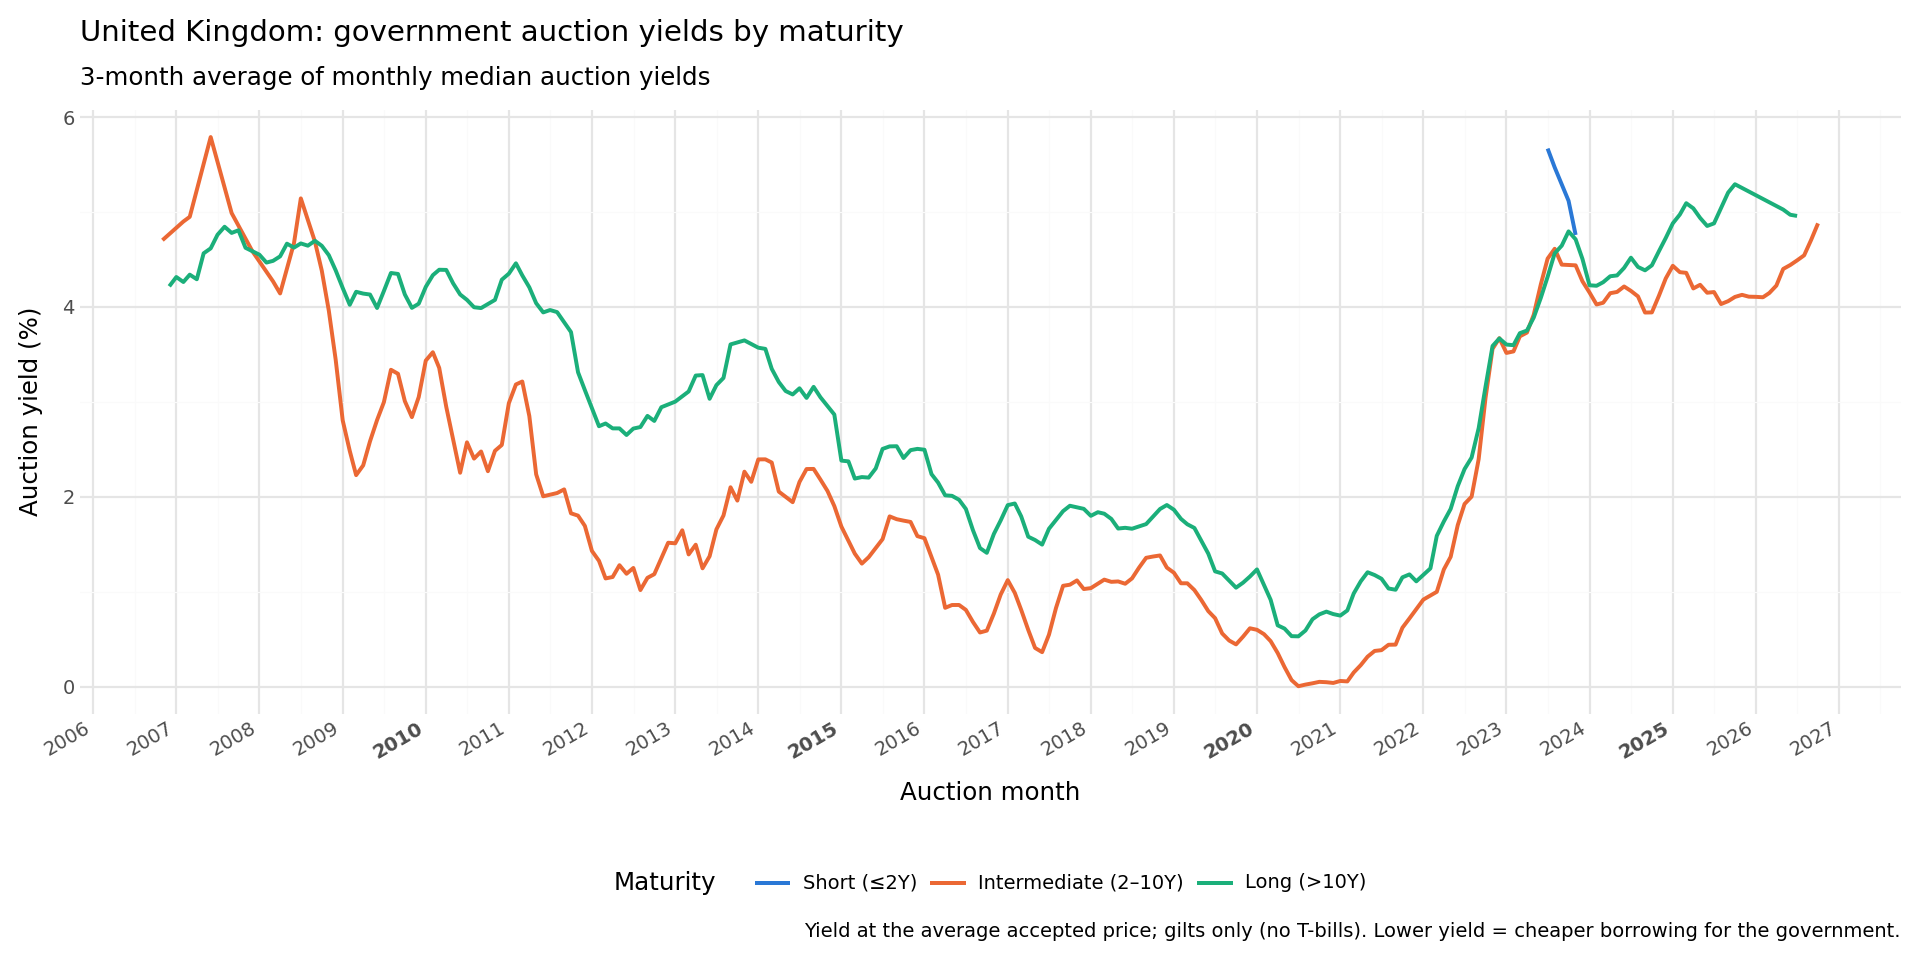 United Kingdom: government auction yields by maturity
3-month average of monthly median auction yields
Auction yield (%)
6
4
2
0
2006 2007 2008 2009 2010 2011 2012 2013 2014 2015 2016 2017 2018 2019 2020 2021 2022 2023 2024 2025 2026 2027
Auction month
Maturity Short (≤2Y) Intermediate (2–10Y) Long (>10Y)
Yield at the average accepted price; gilts only (no T-bills). Lower yield = cheaper borrowing for the government.